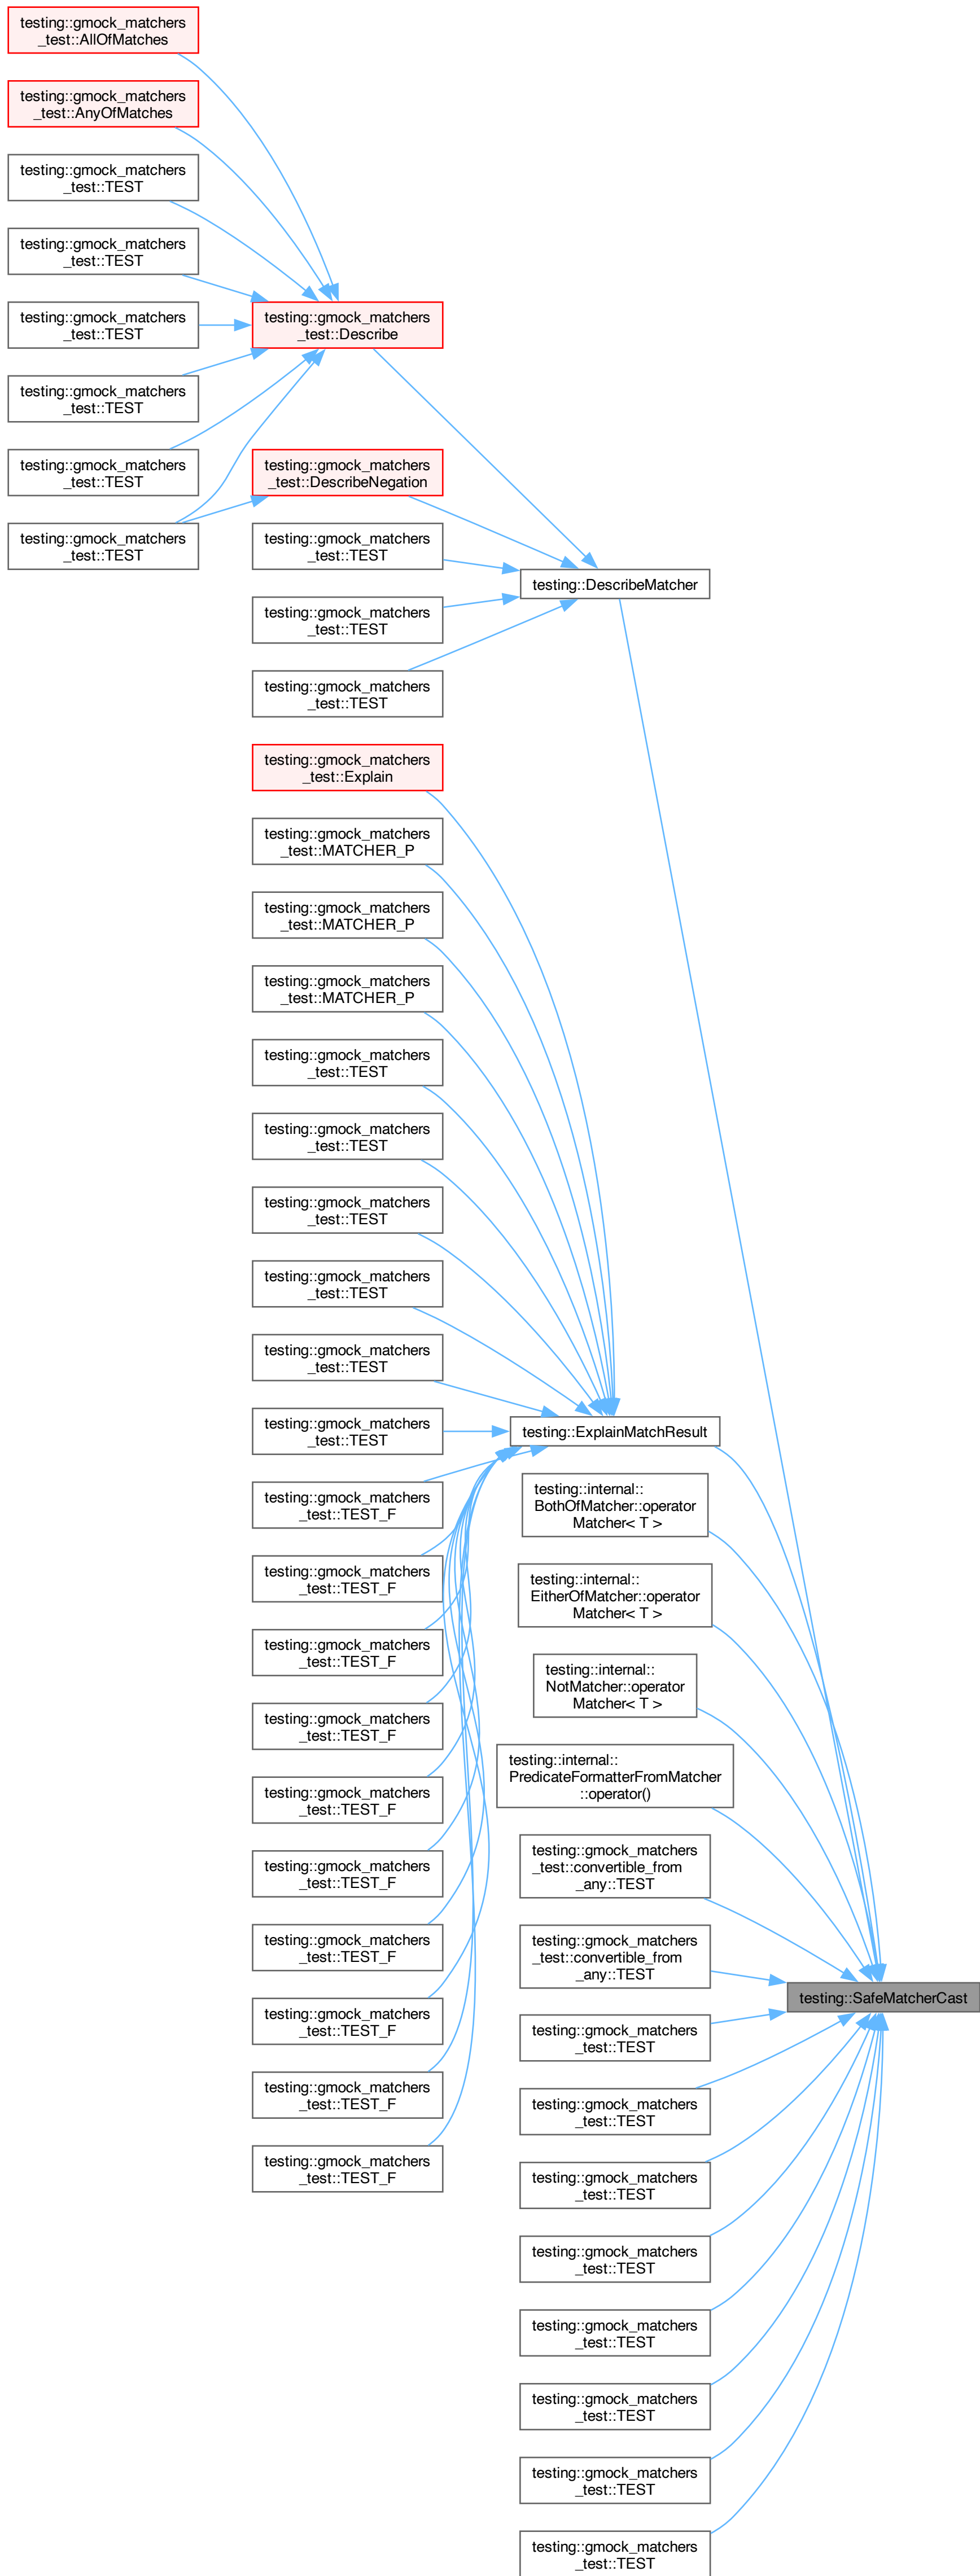 testing::gmock_matchers
_test::AllOfMatches
testing::gmock_matchers
_test::AnyOfMatches
testing::gmock_matchers
_test::TEST
testing::gmock_matchers
_test::TEST
testing::gmock_matchers
_test::TEST
testing::gmock_matchers
_test::TEST
testing::gmock_matchers
_test::TEST
testing::gmock_matchers
_test::TEST
testing::gmock_matchers
_test::Describe
testing::gmock_matchers
_test::DescribeNegation
testing::gmock_matchers
_test::TEST
testing::gmock_matchers
_test::TEST
testing::gmock_matchers
_test::TEST
testing::DescribeMatcher
testing::gmock_matchers
_test::Explain
testing::gmock_matchers
_test::MATCHER_P
testing::gmock_matchers
_test::MATCHER_P
testing::gmock_matchers
_test::MATCHER_P
testing::gmock_matchers
_test::TEST
testing::gmock_matchers
_test::TEST
testing::gmock_matchers
_test::TEST
testing::gmock_matchers
_test::TEST
testing::gmock_matchers
_test::TEST
testing::gmock_matchers
_test::TEST
testing::gmock_matchers
_test::TEST_F
testing::gmock_matchers
_test::TEST_F
testing::gmock_matchers
_test::TEST_F
testing::gmock_matchers
_test::TEST_F
testing::gmock_matchers
_test::TEST_F
testing::gmock_matchers
_test::TEST_F
testing::gmock_matchers
_test::TEST_F
testing::gmock_matchers
_test::TEST_F
testing::gmock_matchers
_test::TEST_F
testing::gmock_matchers
_test::TEST_F
testing::ExplainMatchResult
testing::internal::
BothOfMatcher::operator
Matcher< T >
testing::internal::
EitherOfMatcher::operator
Matcher< T >
testing::internal::
NotMatcher::operator
Matcher< T >
testing::internal::
PredicateFormatterFromMatcher
::operator()
testing::gmock_matchers
_test::convertible_from
_any::TEST
testing::gmock_matchers
_test::convertible_from
_any::TEST
testing::gmock_matchers
_test::TEST
testing::gmock_matchers
_test::TEST
testing::gmock_matchers
_test::TEST
testing::gmock_matchers
_test::TEST
testing::gmock_matchers
_test::TEST
testing::gmock_matchers
_test::TEST
testing::gmock_matchers
_test::TEST
testing::gmock_matchers
_test::TEST
testing::SafeMatcherCast